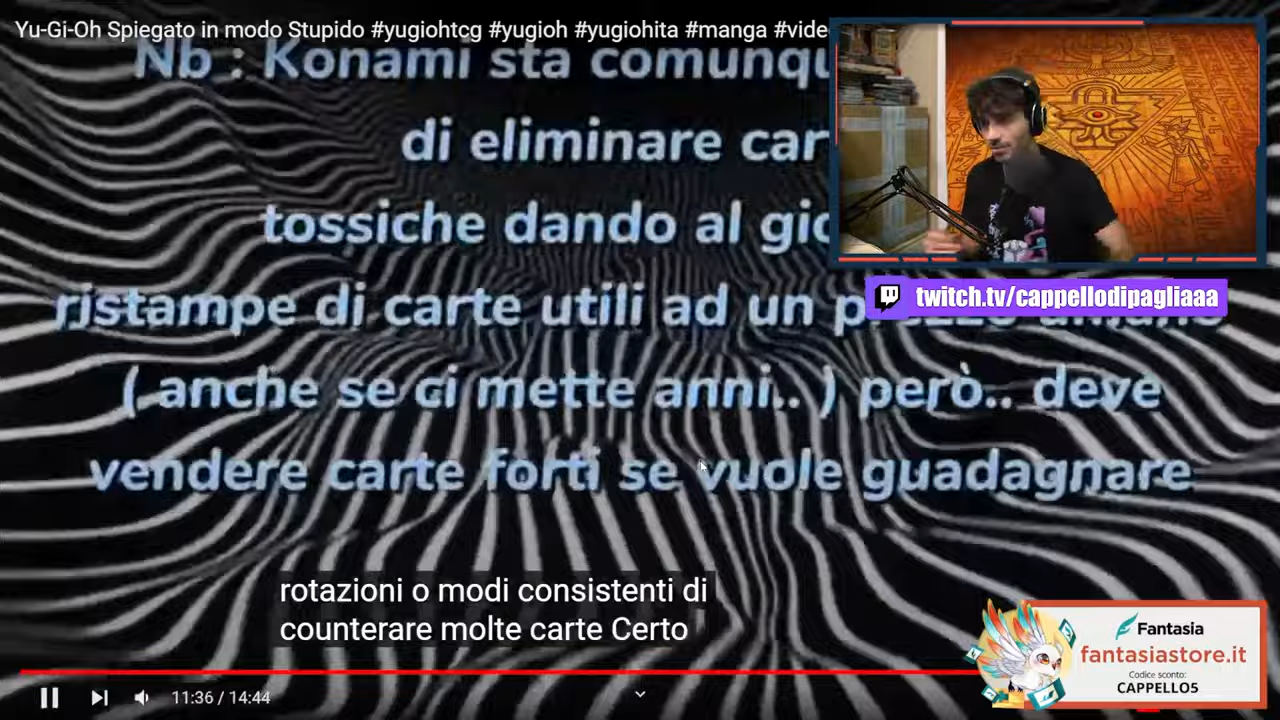 Yu-Gi-Oh Spiegato in modo Stupido #yugiohtcg #yugioh #yugiohita #manga #vide
Nb : Konami sta comunqu
di eliminare car
tossiche dando al gio
ristampe di carte utili ad un prezzo umano
( anche se ci mette anni.. ) però.. deve
vendere carte forti se vuole guadagnare
twitch.tv/cappellodipagliaaa
rotazioni o modi consistenti di
counterare molte carte Certo
Fantasia
fantasiastore.it
Codice sconto:
CAPPELLO5
11:36 / 14:44